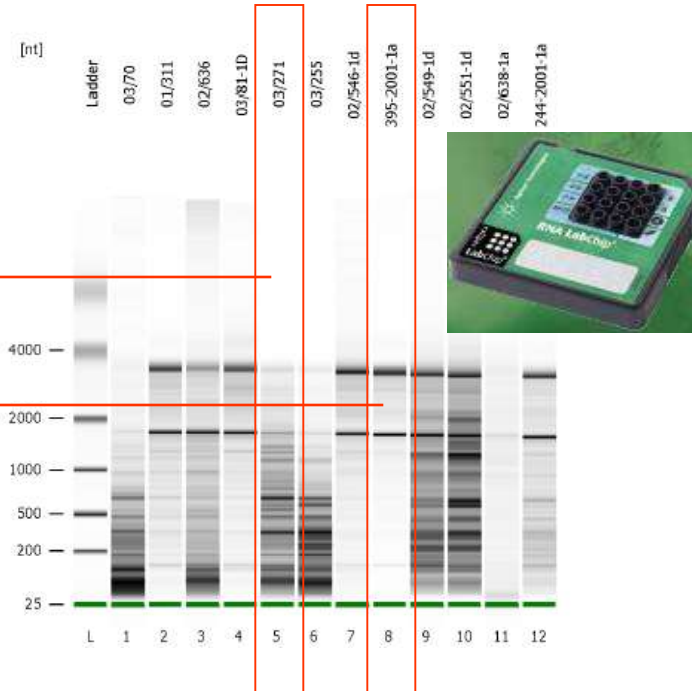 [nt]
Ladder
03/70
01/311
02/636
03/81-1D
03/271
03/255
02/546-1d
395-2001-1a
02/549-1d
02/551-1d
02/638-1a
244-2001-1a
RNA LabChip
LabChip
4000
2000
1000
500
200
25
L 1 2 3 4 5 6 7 8 9 10 11 12